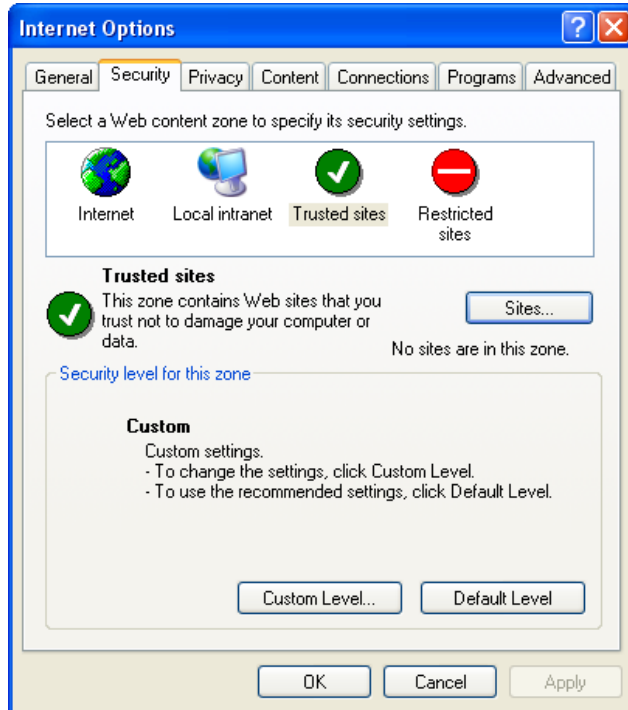 Internet Options
General Security Privacy Content Connections Programs Advanced
Select a Web content zone to specify its security settings.
Internet Local intranet Trusted sites Restricted
sites
Trusted sites
This zone contains Web sites that you
trust not to damage your computer or
data.
Sites...
No sites are in this zone.
Security level for this zone
Custom
Custom settings.
- To change the settings, click Custom Level.
- To use the recommended settings, click Default Level.
Custom Level... Default Level
OK Cancel Apply